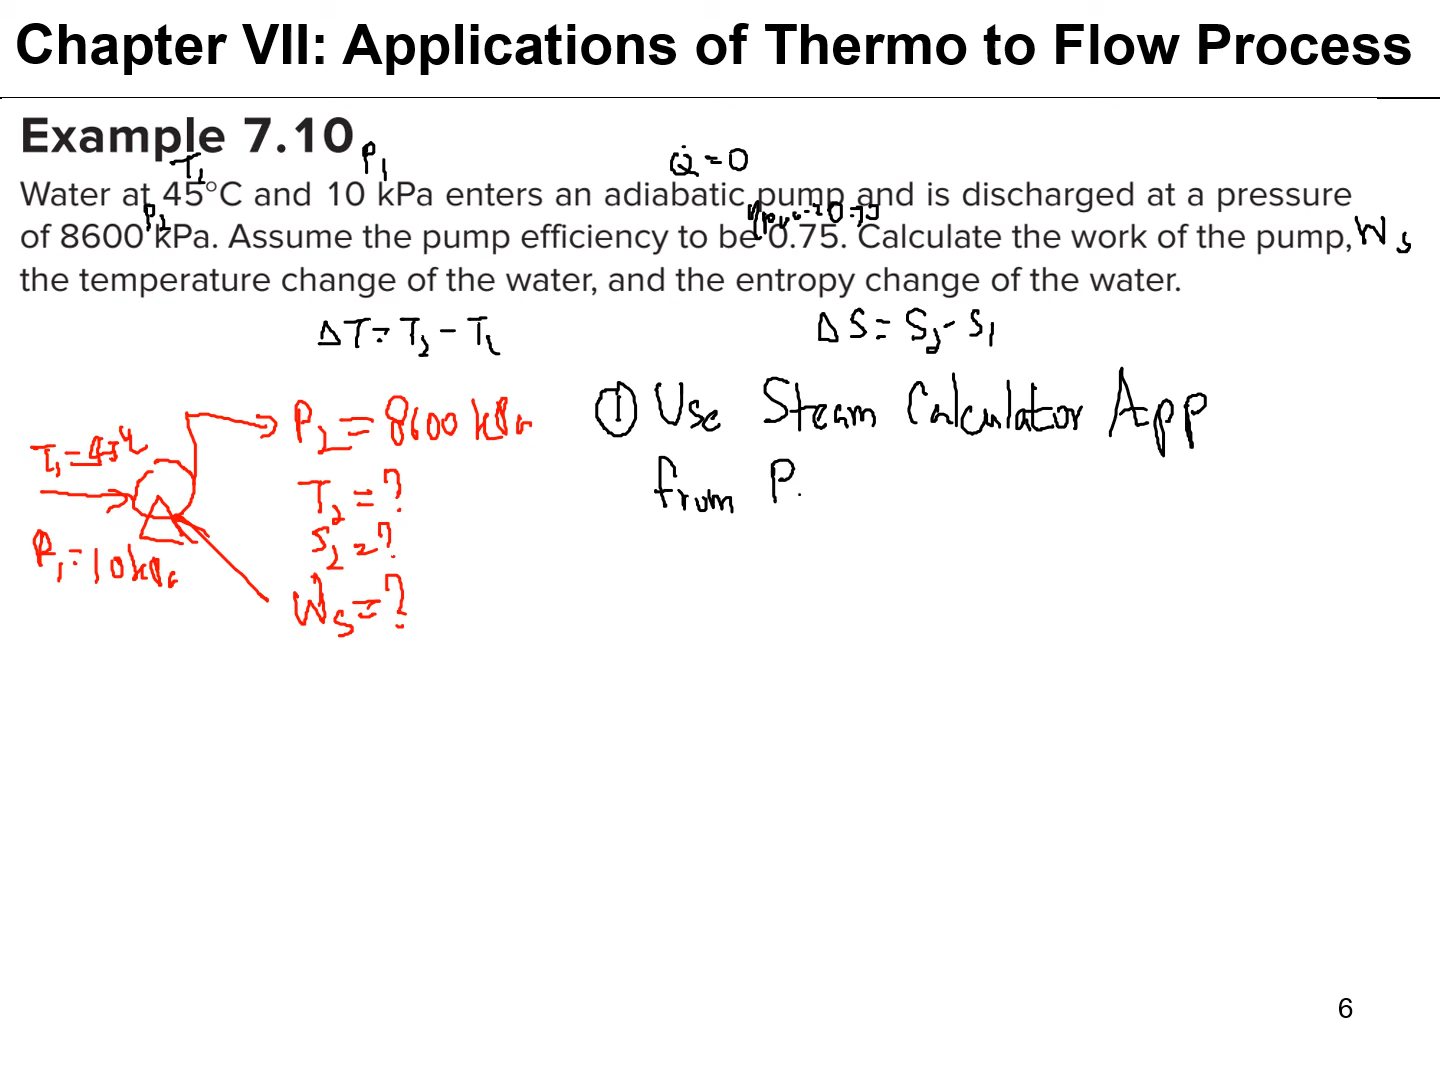 Chapter VII: Applications of Thermo to Flow Process
Example 7.10
T₁ P₁ Q̇ = 0
Water at 45°C and 10 kPa enters an adiabatic pump and is discharged at a pressure
P₂ 0.75
of 8600 kPa. Assume the pump efficiency to be 0.75. Calculate the work of the pump, Ws
the temperature change of the water, and the entropy change of the water.
ΔT = T₂ - T₁ ΔS = S₂ - S₁
① Use Steam Calculator App
from P.
T₁ = 45°C
P₁ = 10 kPa
P₂ = 8600 kPa
T₂ = ?
S₂ = ?
Ẇs = ?
6